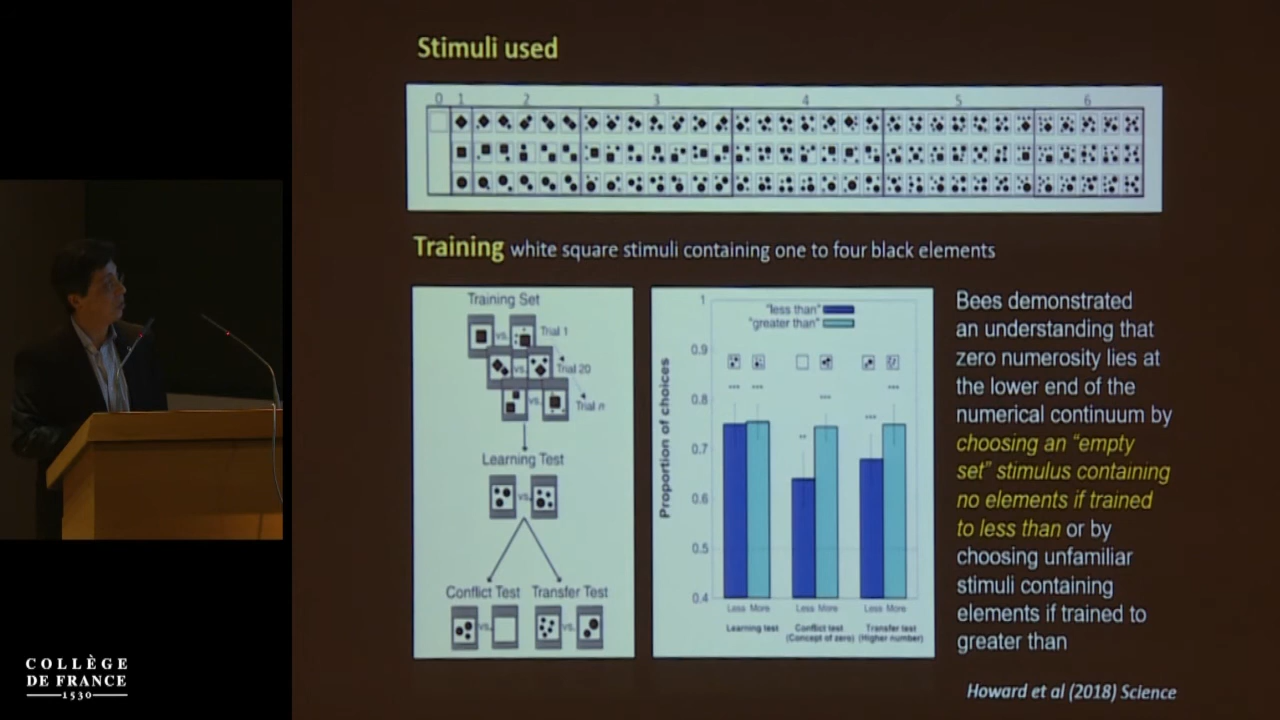 Stimuli used
0 1 2 3 4 5 6
Training white square stimuli containing one to four black elements
Training Set
vs.
Trial 1
vs.
Trial 20
vs.
Trial n
Learning Test
vs.
Conflict Test Transfer Test
vs. vs.
1
"less than"
"greater than"
0.9
***
***
0.8
***
***
***
**
0.7
0.6
0.5
0.4
Proportion of choices
Less More Less More Less More
Learning test Conflict test Transfer test
(Concept of zero) (Higher number)
Bees demonstrated
an understanding that
zero numerosity lies at
the lower end of the
numerical continuum by
choosing an “empty
set” stimulus containing
no elements if trained
to less than or by
choosing unfamiliar
stimuli containing
elements if trained to
greater than
Howard et al (2018) Science
COLLÈGE
DE FRANCE
1530